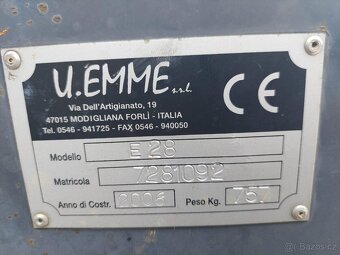 U.EMME s.r.l.
Via Dell'Artigianato, 19
47015 MODIGLIANA FORLì - ITALIA
Tel. 0546 - 941725 - FAX 0546 - 940050
CE
Modello E 28
Matricola 7281092
Anno di Costr. 2006 Peso Kg. 757